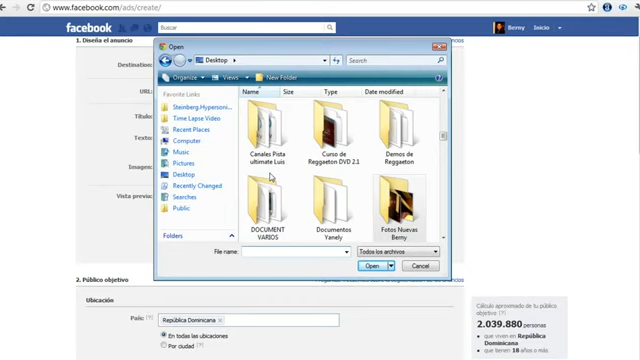 www.facebook.com/ads/create/
facebook
Buscar
Berny
Inicio
1. Diseña el anuncio
Destination:
URL:
Título:
Texto:
Imagen:
Vista previa:
Open
Desktop
Search
Organize
Views
New Folder
Favorite Links
Steinberg.Hypersoni...
Time Lapse Video
Recent Places
Computer
Music
Pictures
Desktop
Recently Changed
Searches
Public
Folders
Name
Size
Type
Date modified
Canales Pista
ultimate Luis
Curso de
Reggaeton DVD 2.1
Demos de
Reggaeton
DOCUMENT
VARIOS
Documentos
Yanely
Fotos Nuevas
Berny
File name:
Todos los archivos
Open
Cancel
2. Público objetivo
Ubicación
País: [?]
República Dominicana ×
En todas las ubicaciones
Por ciudad [?]
Cálculo aproximado de tu público
objetivo [?]
2.039.880 personas
que viven en República
Dominicana
que tienen 18 años o más